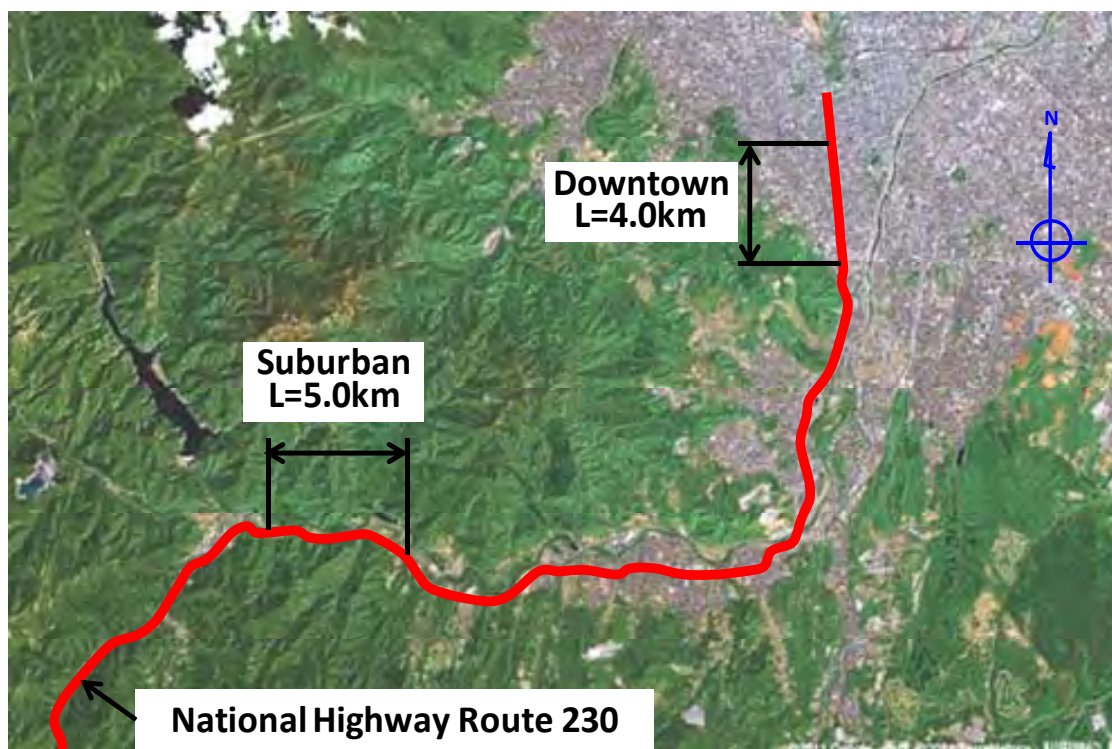 N
Downtown
L=4.0km
Suburban
L=5.0km
National Highway Route 230